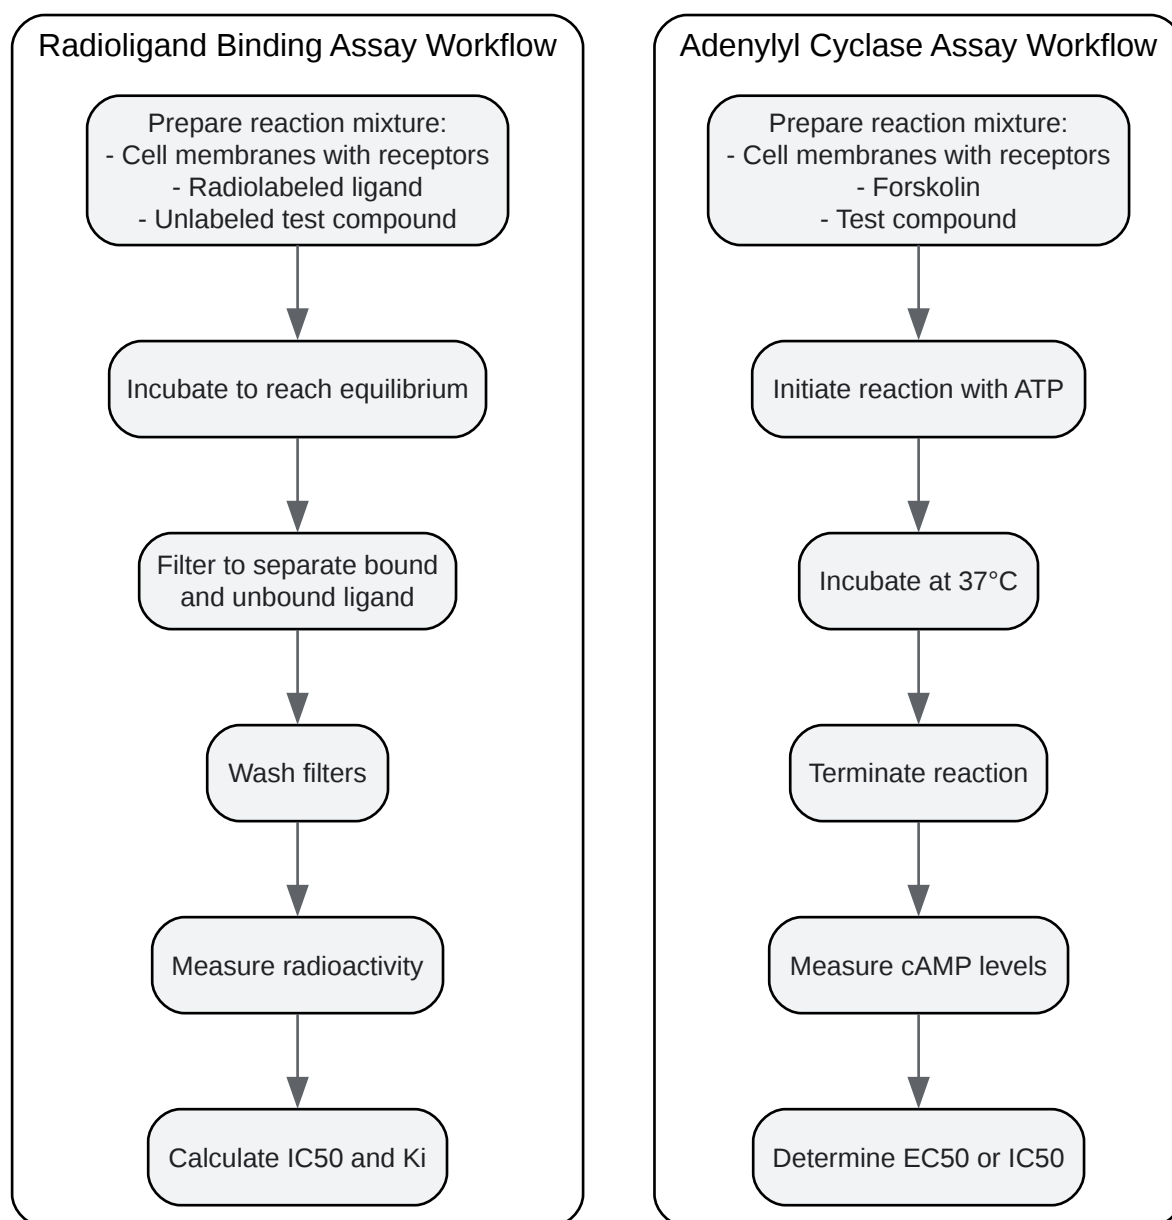 Radioligand Binding Assay Workflow
Prepare reaction mixture:
- Cell membranes with receptors
- Radiolabeled ligand
- Unlabeled test compound
Incubate to reach equilibrium
Filter to separate bound
and unbound ligand
Wash filters
Measure radioactivity
Calculate IC50 and Ki
Adenylyl Cyclase Assay Workflow
Prepare reaction mixture:
- Cell membranes with receptors
- Forskolin
- Test compound
Initiate reaction with ATP
Incubate at 37°C
Terminate reaction
Measure cAMP levels
Determine EC50 or IC50